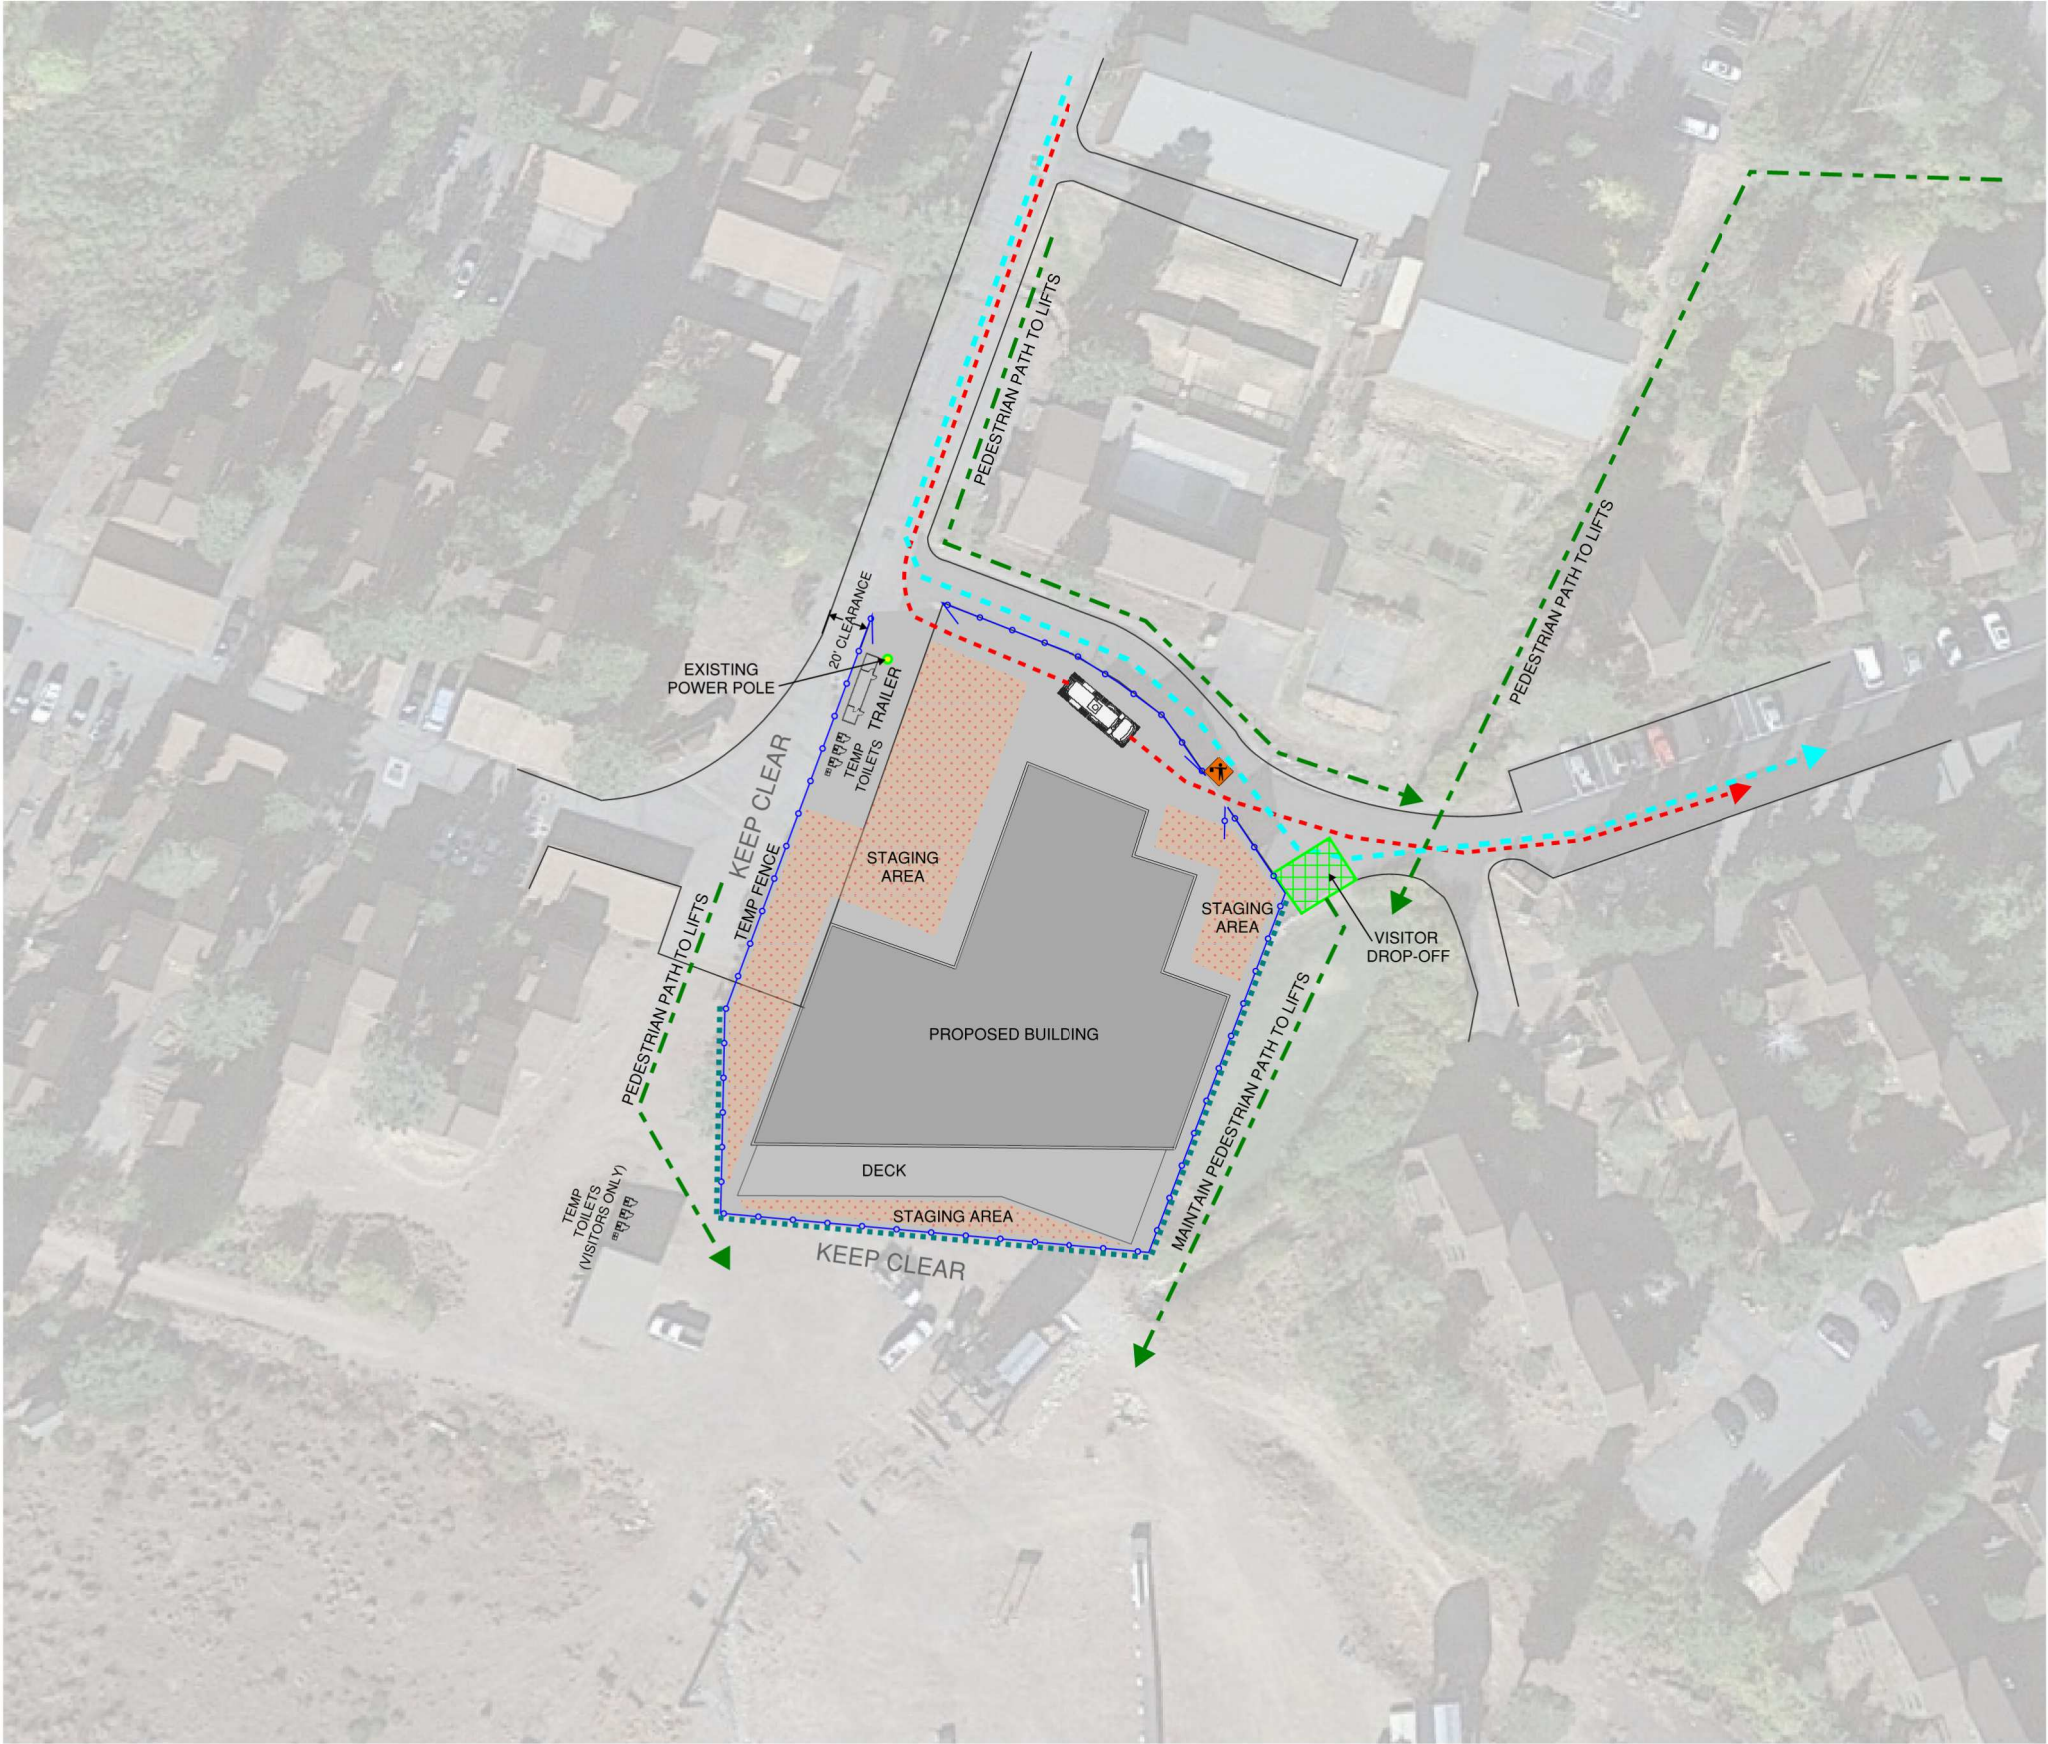 PEDESTRIAN PATH TO LIFTS
PEDESTRIAN PATH TO LIFTS
20' CLEARANCE
EXISTING
POWER POLE
TRAILER
TEMP
TOILETS
KEEP CLEAR
TEMP FENCE
STAGING
AREA
STAGING
AREA
VISITOR
DROP-OFF
PEDESTRIAN PATH TO LIFTS
PROPOSED BUILDING
MAINTAIN PEDESTRIAN PATH TO LIFTS
DECK
TEMP
TOILETS
(VISITORS ONLY)
STAGING AREA
KEEP CLEAR